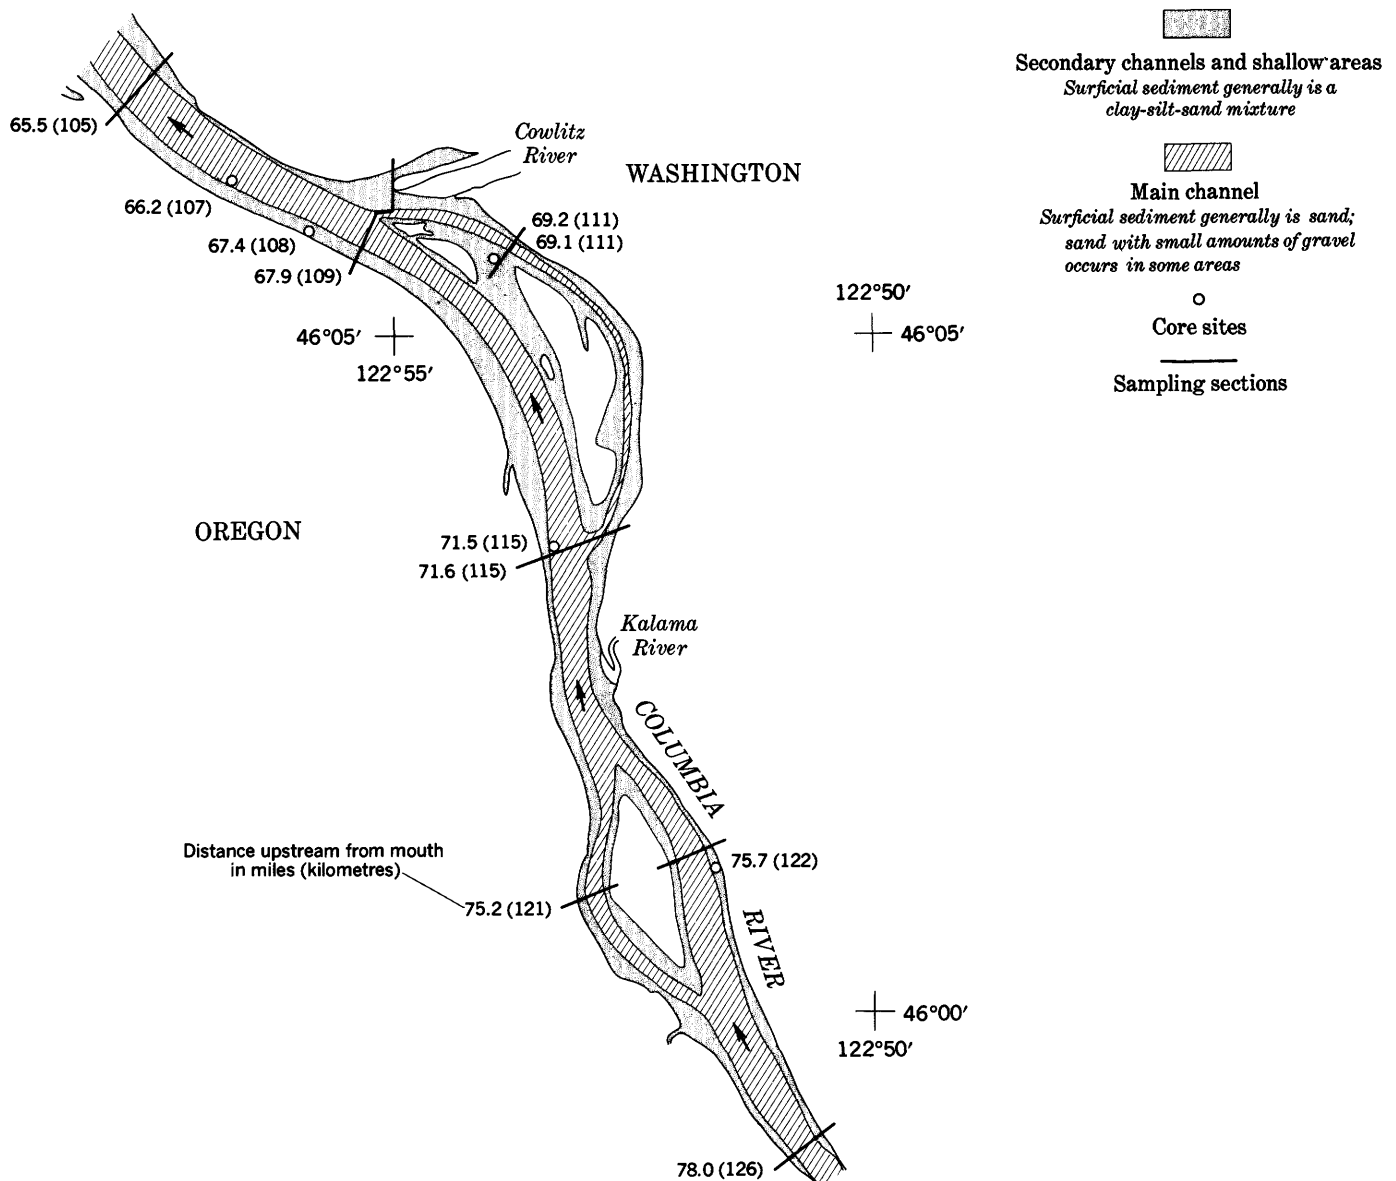 Secondary channels and shallow areas
Surficial sediment generally is a
clay-silt-sand mixture
Main channel
Surficial sediment generally is sand;
sand with small amounts of gravel
occurs in some areas
Core sites
Sampling sections
65.5 (105)
Cowlitz
River
WASHINGTON
66.2 (107)
69.2 (111)
67.4 (108)
69.1 (111)
67.9 (109)
122°50′
46°05′
46°05′
122°55′
OREGON
71.5 (115)
71.6 (115)
Kalama
River
COLUMBIA
RIVER
Distance upstream from mouth
in miles (kilometres)
75.7 (122)
75.2 (121)
46°00′
122°50′
78.0 (126)